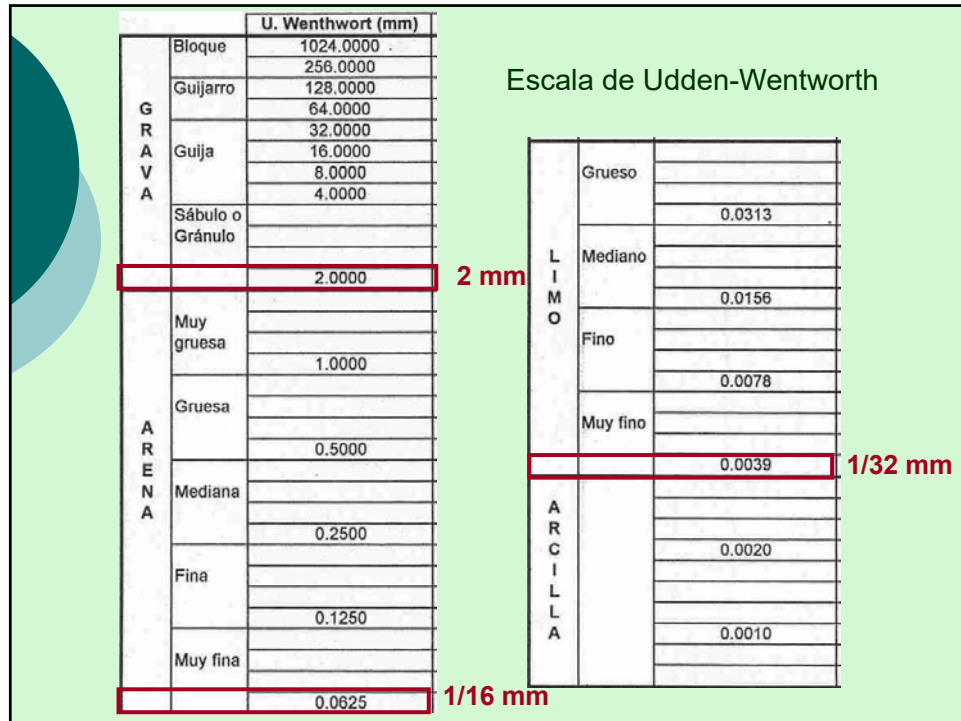 Escala de Udden-Wentworth
U. Wenthwort (mm)
GRAVA
Bloque
1024.0000
256.0000
Guijarro
128.0000
64.0000
32.0000
Guija
16.0000
8.0000
4.0000
Sábulo o
Gránulo
2.0000
2 mm
ARENA
Muy
gruesa
1.0000
Gruesa
0.5000
Mediana
0.2500
Fina
0.1250
Muy fina
0.0625
1/16 mm
LIMO
Grueso
0.0313
Mediano
0.0156
Fino
0.0078
Muy fino
0.0039
1/32 mm
ARCILLA
0.0020
0.0010